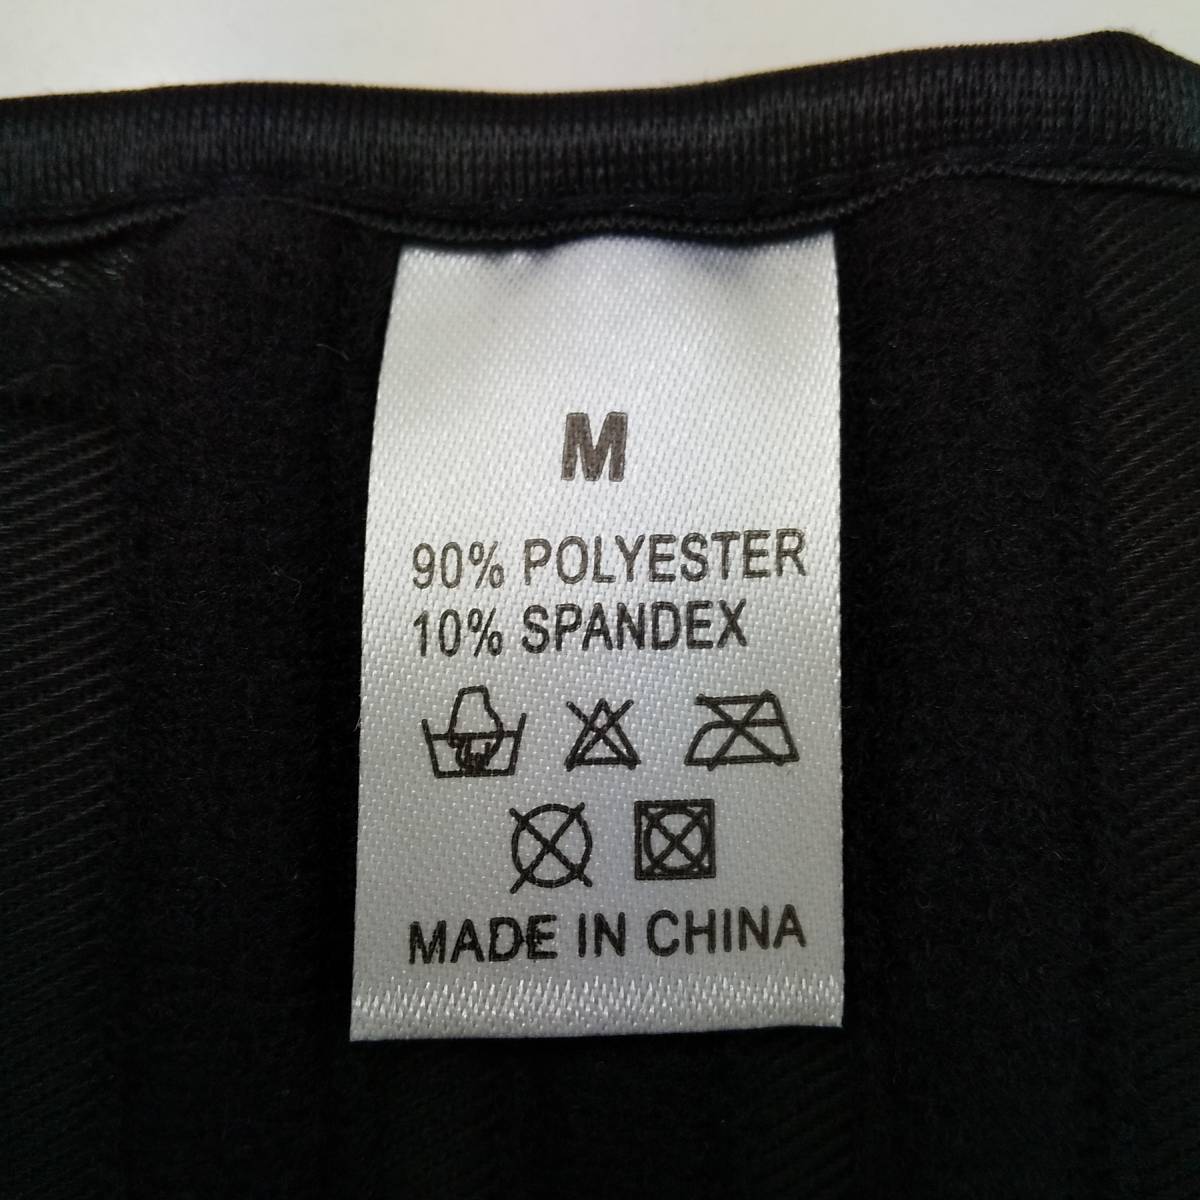 M
90% POLYESTER
10% SPANDEX
MADE IN CHINA